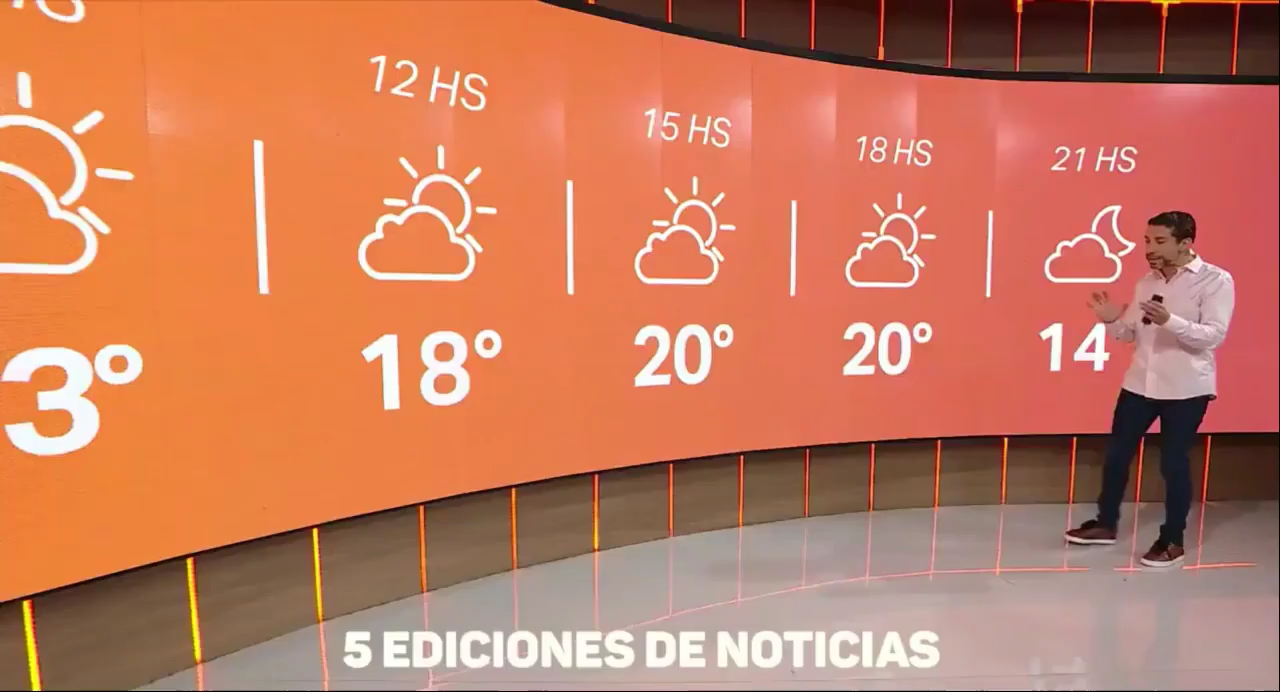 12 HS
15 HS
18 HS
21 HS
3°
18°
20°
20°
14
5 EDICIONES DE NOTICIAS